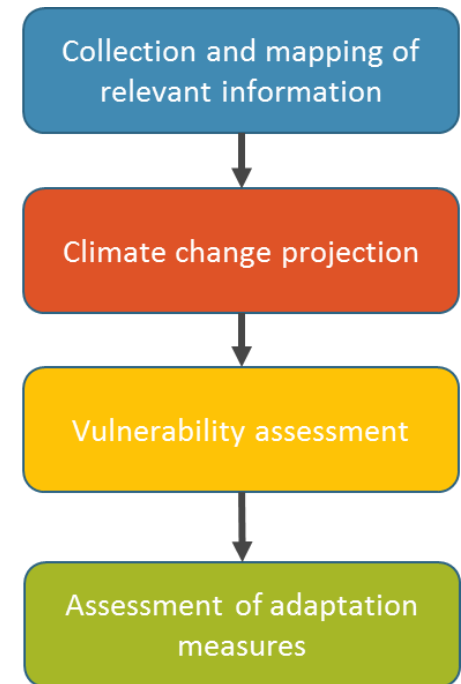 Collection and mapping of
relevant information
Climate change projection
Vulnerability assessment
Assessment of adaptation
measures